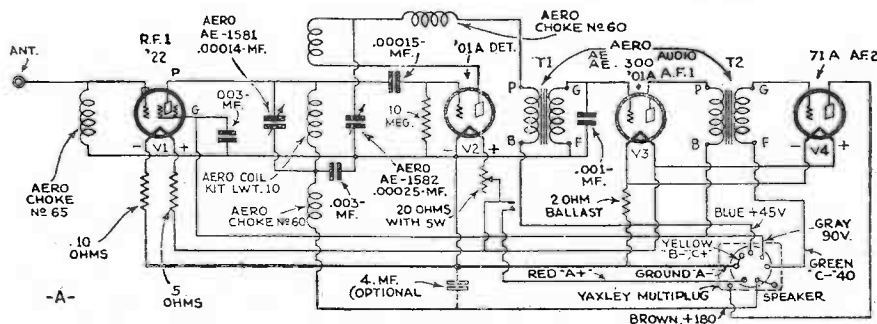 ANT.
R.F.1
'22
P
G
V1
-
+
AERO
AE-1581
.00014-MF.
.003-
MF.
AERO
CHOKE
Nº 65
.10
OHMS
5
OHMS
-A-
AERO COIL
KIT LWT. 10
AERO
CHOKE Nº60
.003-
MF.
AERO
AE-1582
.00025-MF.
4. MF.
(OPTIONAL
.00015-
MF.
10
MEG.
AERO
CHOKE Nº 60
'01A DET.
V2
+
-
20 OHMS
WITH SW.
T1
AERO
AUDIO
AE. 300
'01A
A.F.1
T2
P
B
G
F
.001-
MF.
V3
2 OHM
BALLAST
P
B
G
F
71 A A.F.2
-
V4
+
BLUE +45V
GRAY
90V.
YELLOW
"B-", "C+"
GREEN
"C-"40
RED "A+"
GROUND "A-"
YAXLEY MULTIPLUG
SPEAKER
BROWN.+180